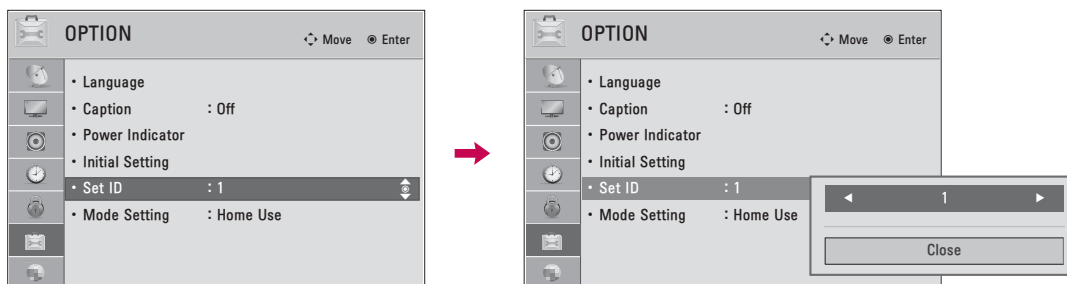 OPTION
Move Enter
• Language
• Caption : Off
• Power Indicator
• Initial Setting
• Set ID : 1
• Mode Setting : Home Use
OPTION
Move Enter
• Language
• Caption : Off
• Power Indicator
• Initial Setting
• Set ID : 1
• Mode Setting : Home Use
◀ 1 ▶
Close